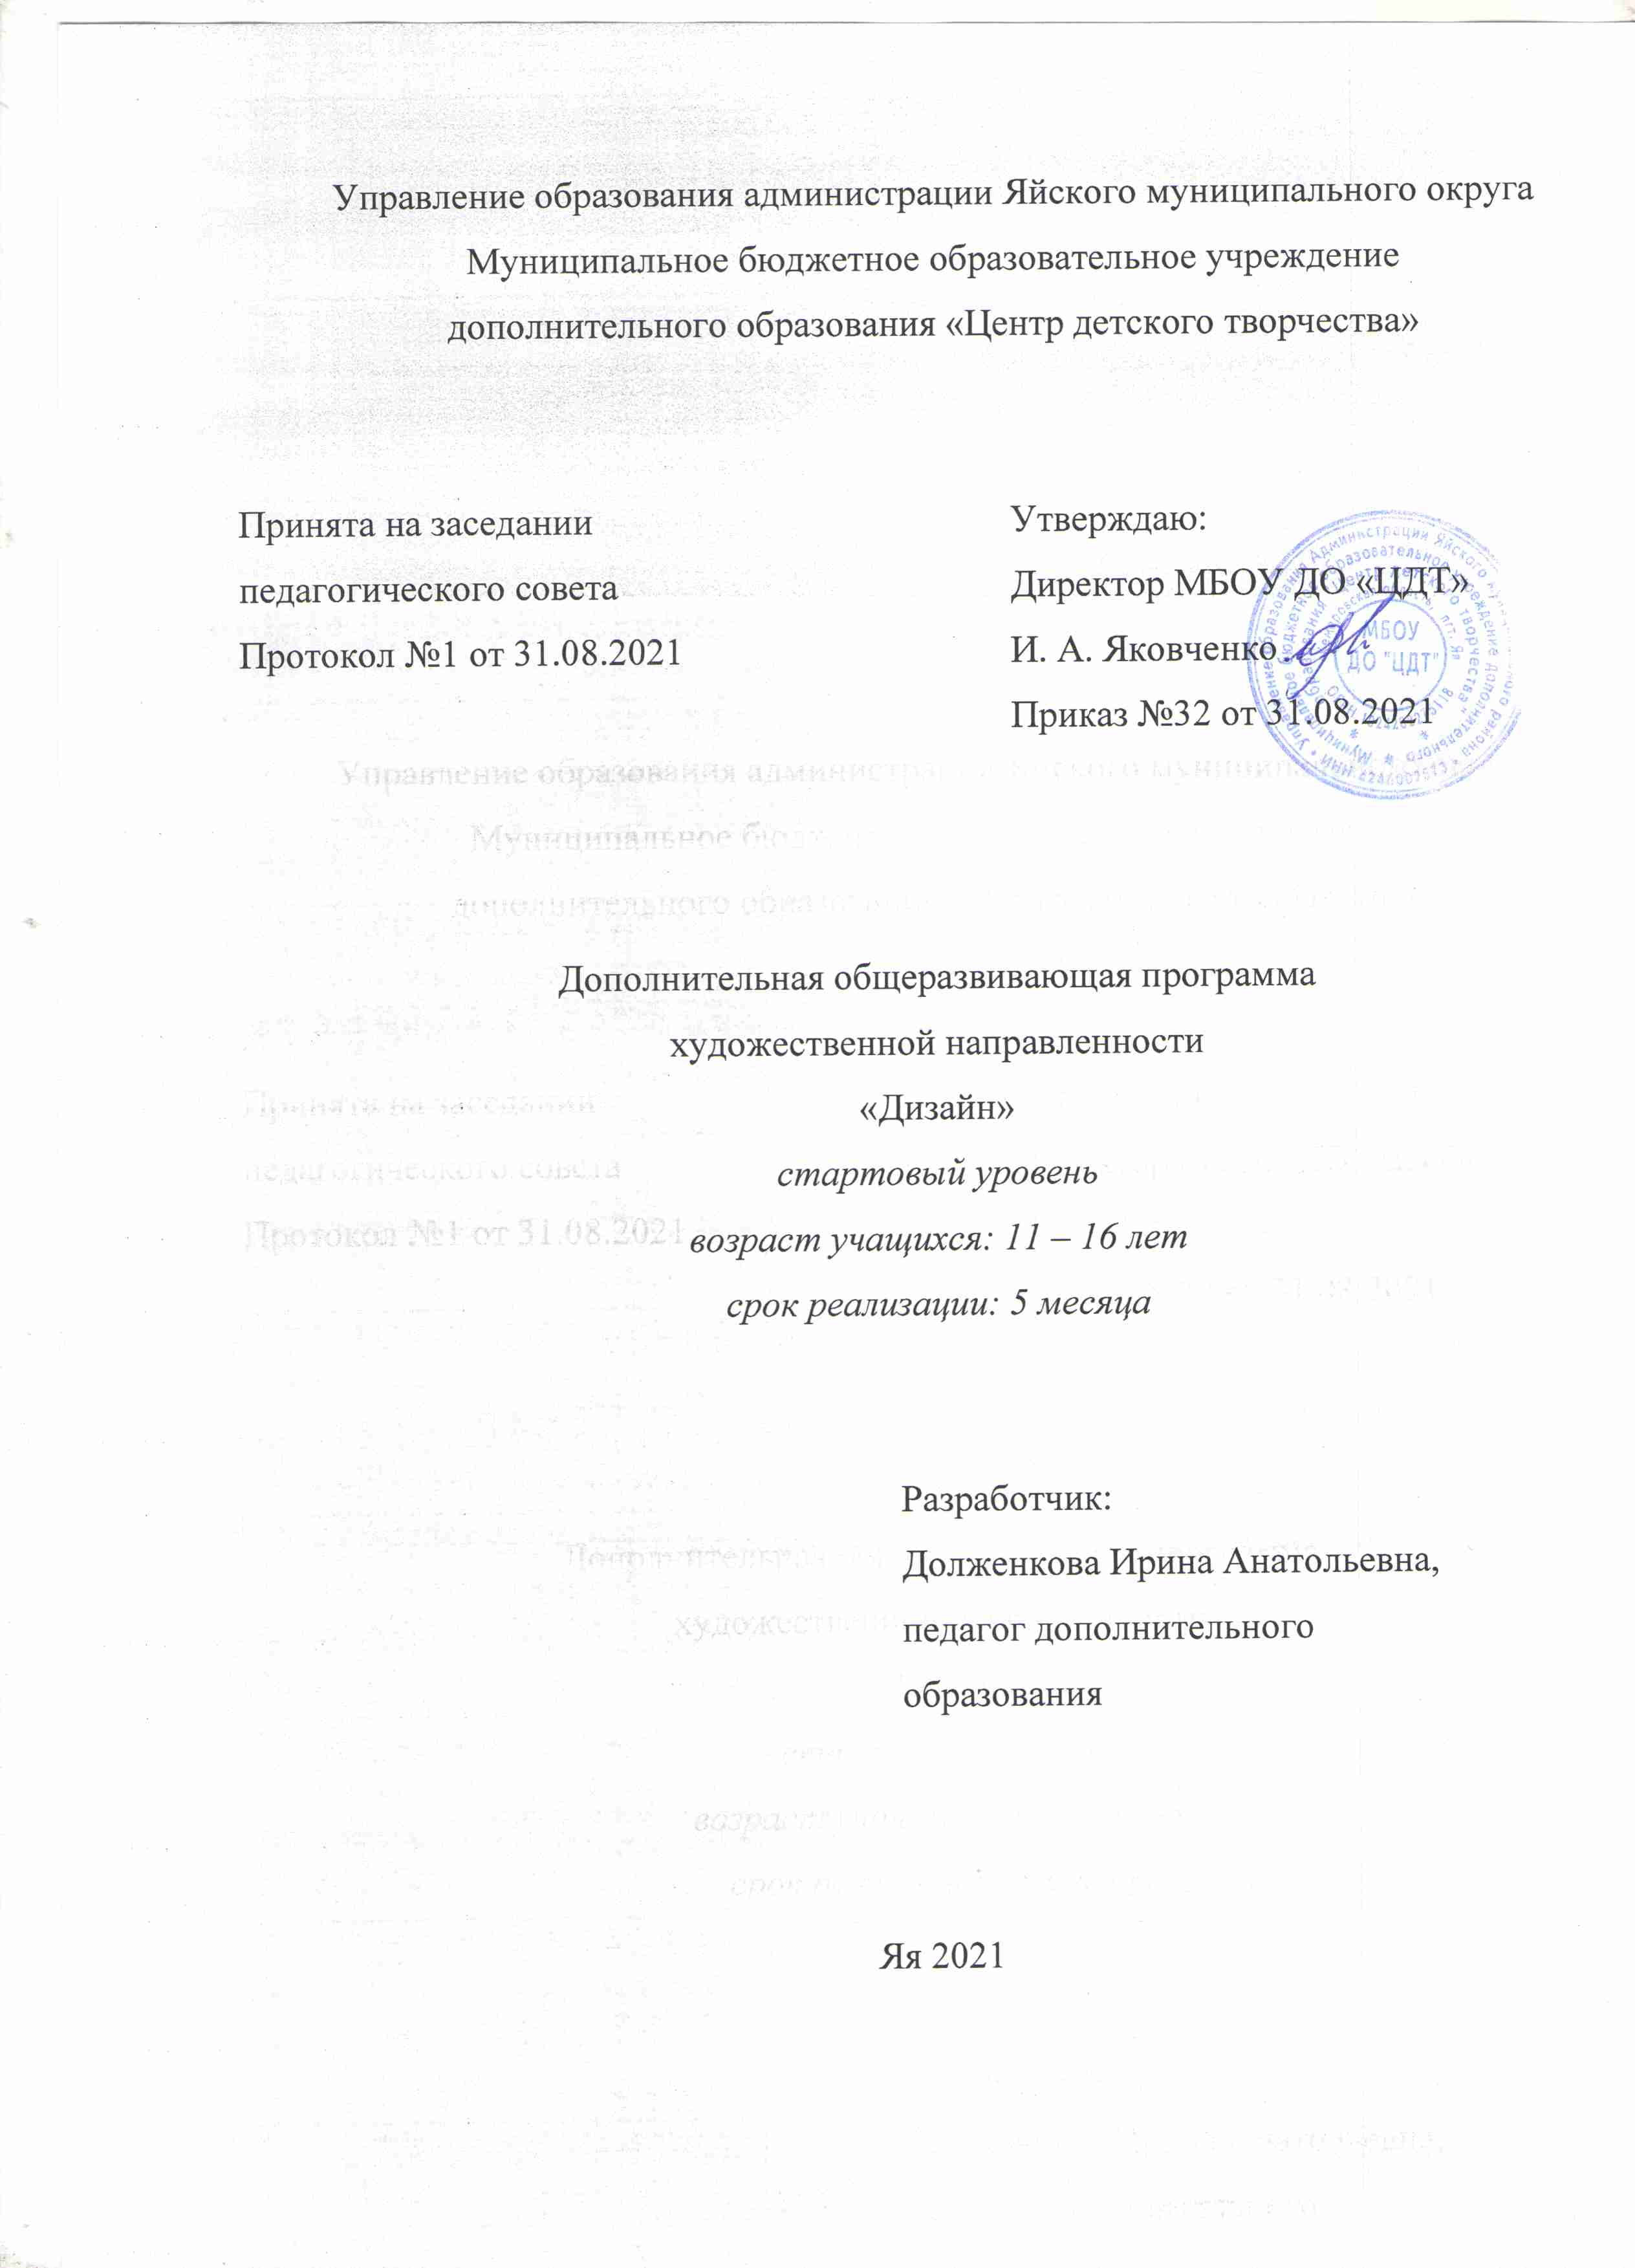 Управление образования администрации Яйского муниципального округа
Муниципальное бюджетное образовательное учреждение
дополнительного образования «Центр детского творчества»
Принята на заседании
педагогического совета
Протокол №1 от 31.08.2021
Утверждаю:
Директор МБОУ ДО «ЦДТ»
И. А. Яковченко
Приказ №32 от 31.08.2021
МБОУ
ДО "ЦДТ"
Дополнительная общеразвивающая программа
художественной направленности
«Дизайн»
стартовый уровень
возраст учащихся: 11 – 16 лет
срок реализации: 5 месяца
Разработчик:
Долженкова Ирина Анатольевна,
педагог дополнительного
образования
Яя 2021